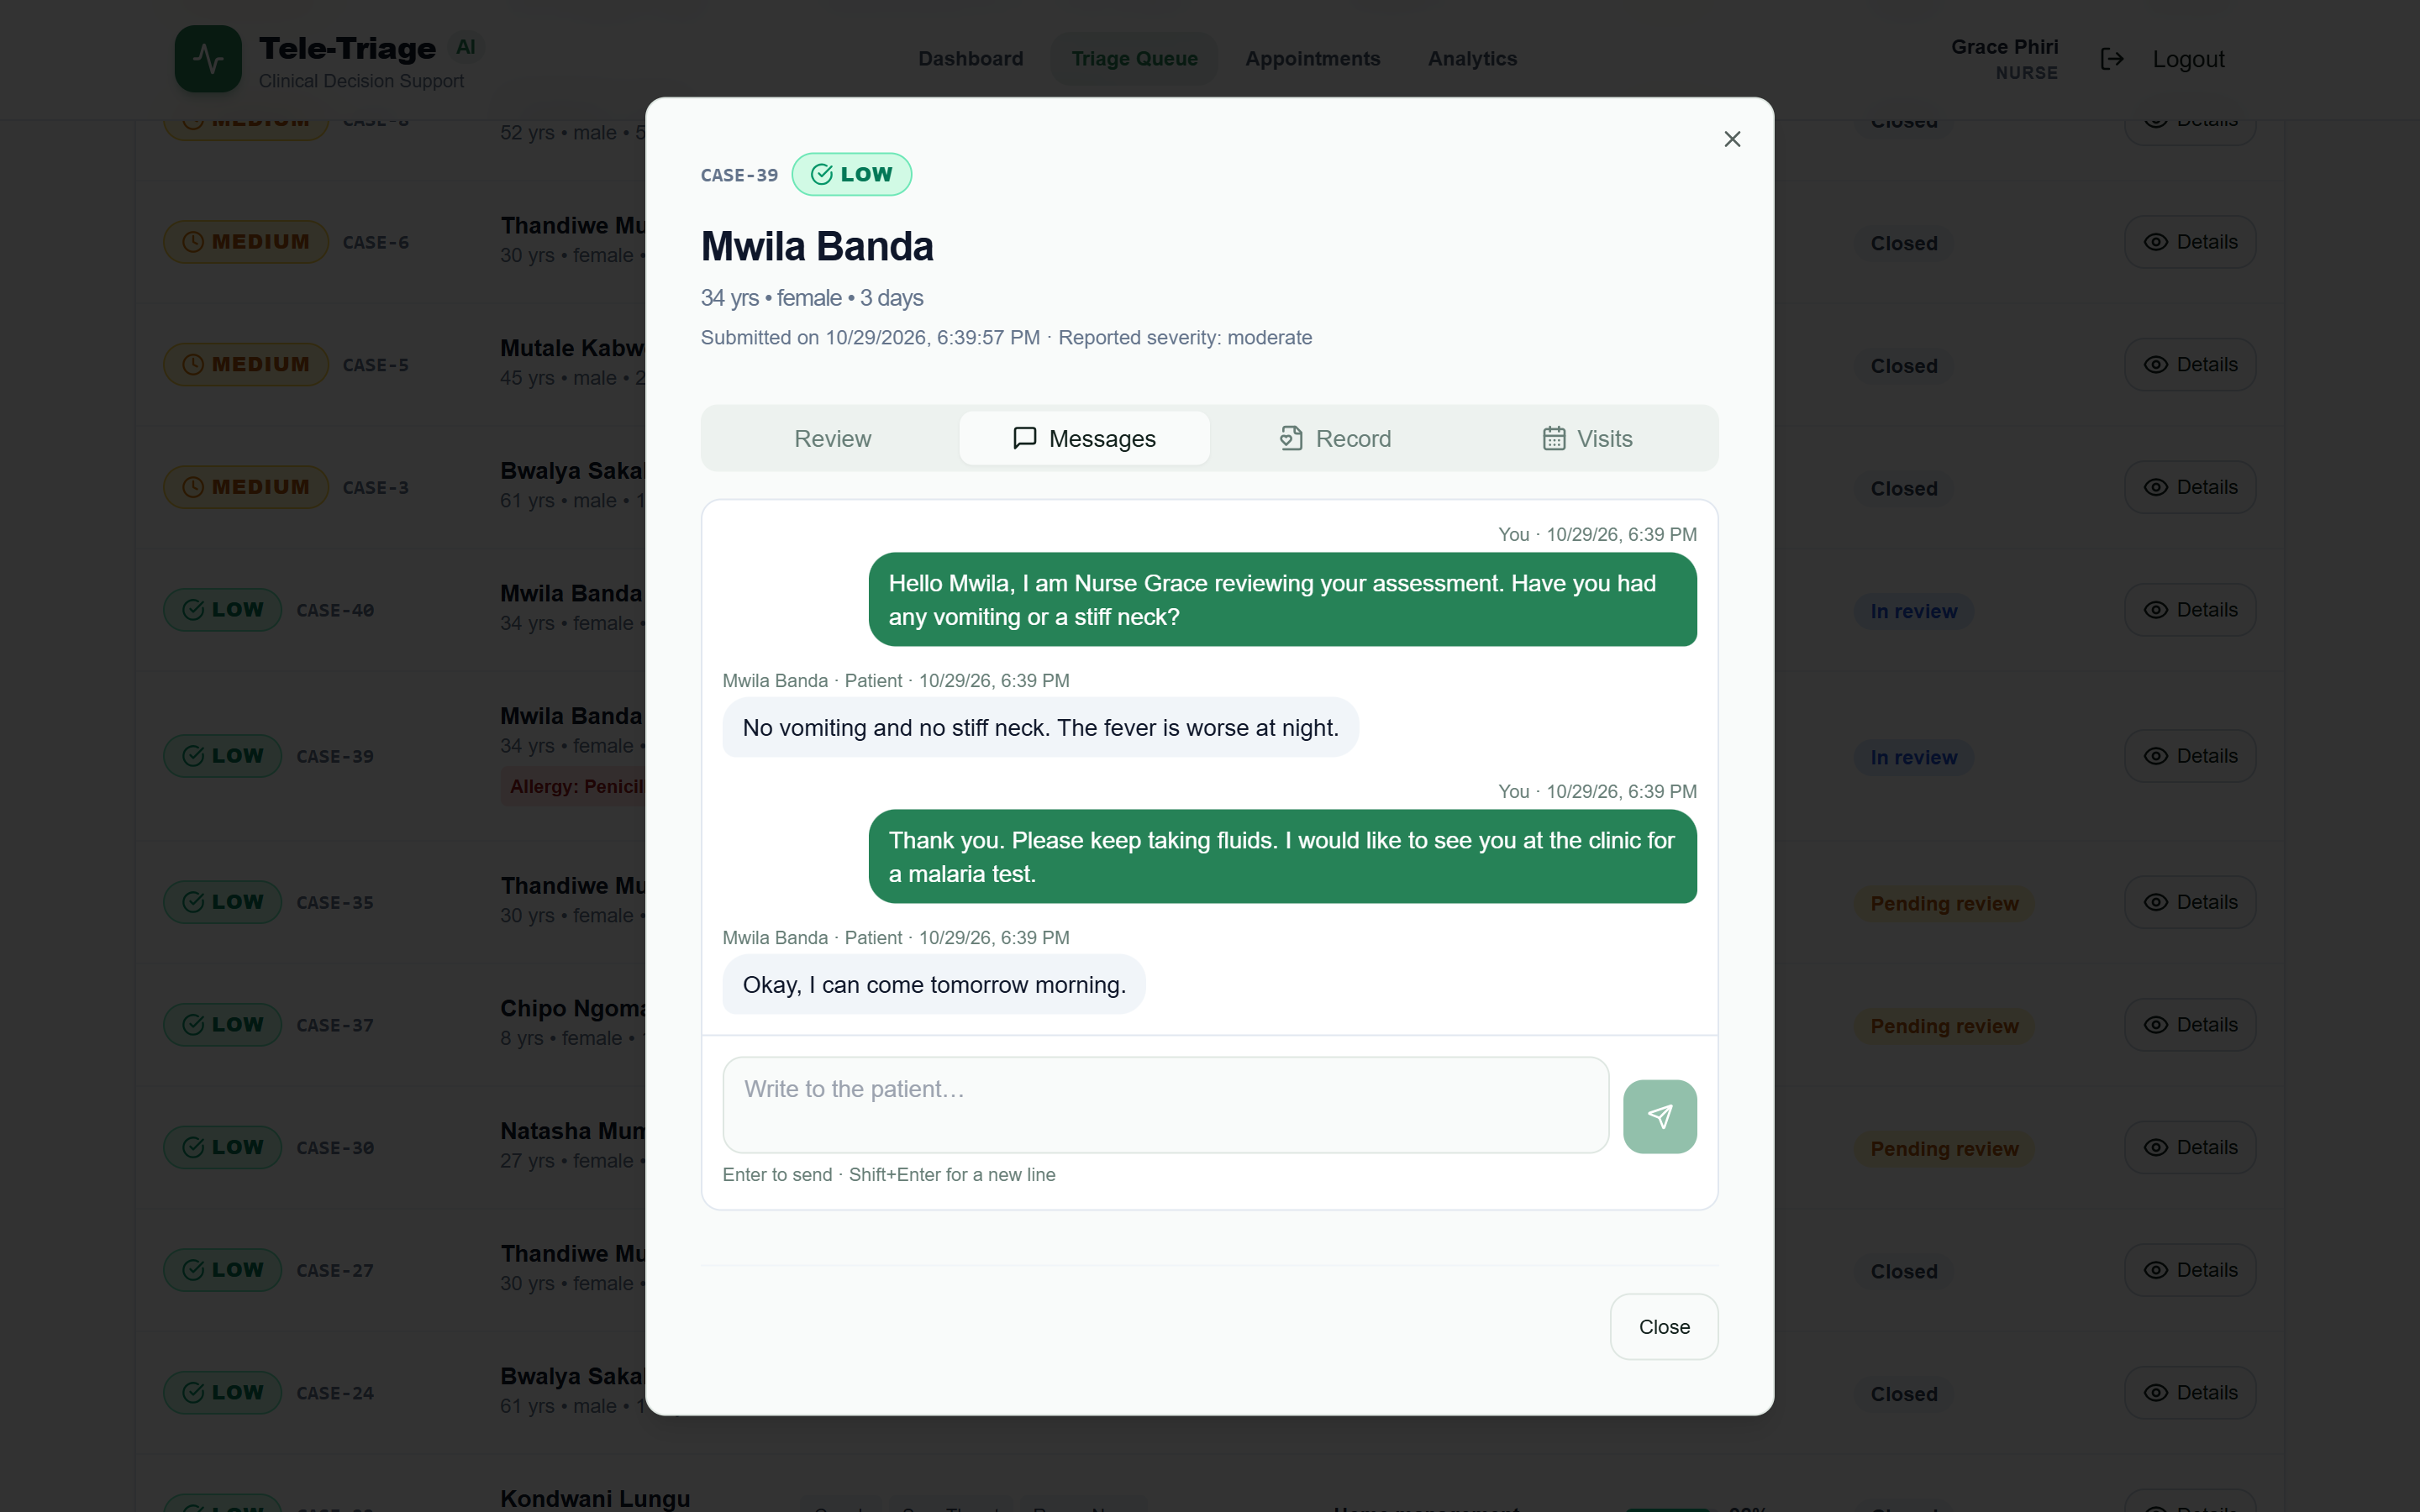 Tele-Triage AI
Clinical Decision Support
Dashboard Triage Queue Appointments Analytics
Grace Phiri
NURSE
Logout
MEDIUM CASE-8
52 yrs • male • 5
Closed Details
MEDIUM CASE-6
Thandiwe Mu
30 yrs • female •
Closed Details
MEDIUM CASE-5
Mutale Kabw
45 yrs • male • 2
Closed Details
MEDIUM CASE-3
Bwalya Saka
61 yrs • male • 1
Closed Details
LOW CASE-40
Mwila Banda
34 yrs • female •
In review Details
LOW CASE-39
Mwila Banda
34 yrs • female •
Allergy: Penicil
In review Details
LOW CASE-35
Thandiwe Mu
30 yrs • female •
Pending review Details
LOW CASE-37
Chipo Ngoma
8 yrs • female •
Pending review Details
LOW CASE-30
Natasha Mum
27 yrs • female •
Pending review Details
LOW CASE-27
Thandiwe Mu
30 yrs • female •
Closed Details
LOW CASE-24
Bwalya Saka
61 yrs • male • 1
Closed Details
Kondwani Lungu
CASE-39 LOW
Mwila Banda
34 yrs • female • 3 days
Submitted on 10/29/2026, 6:39:57 PM · Reported severity: moderate
Review Messages Record Visits
You · 10/29/26, 6:39 PM
Hello Mwila, I am Nurse Grace reviewing your assessment. Have you had
any vomiting or a stiff neck?
Mwila Banda · Patient · 10/29/26, 6:39 PM
No vomiting and no stiff neck. The fever is worse at night.
You · 10/29/26, 6:39 PM
Thank you. Please keep taking fluids. I would like to see you at the clinic for
a malaria test.
Mwila Banda · Patient · 10/29/26, 6:39 PM
Okay, I can come tomorrow morning.
Write to the patient…
Enter to send · Shift+Enter for a new line
Close